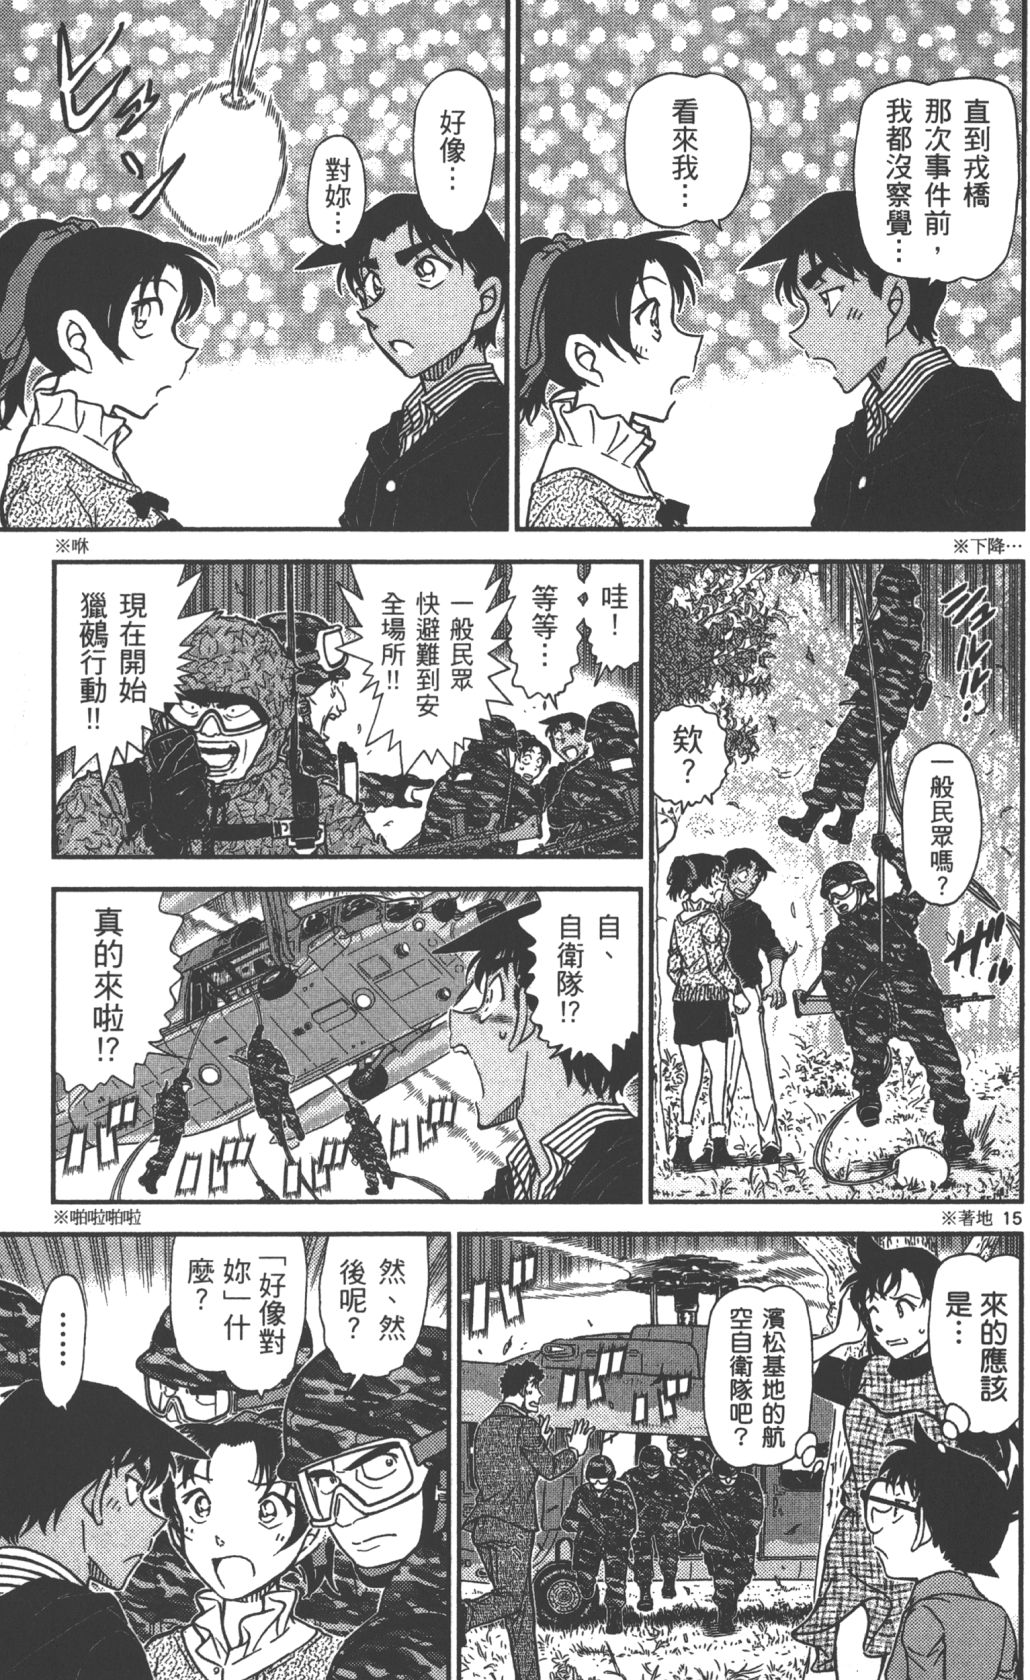 直到戎橋
那次事件前，
我都沒察覺…
看來我…
好像…
對妳…
ヒュン
※下降…
※咻
一般民眾嗎？
欸？
哇！
等等…
一般民眾
快避難到安
全場所!!
現在開始
獵鵺行動!!
自、
自衛隊!?
真的來啦!?
※著地 15
※啪啦啪啦
來的應該
是…
濱松基地的航
空自衛隊吧？
然、然
後呢？
「好像對
妳」什
麼？
……